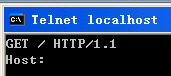 C:\ Telnet localhost
GET / HTTP/1.1
Host: